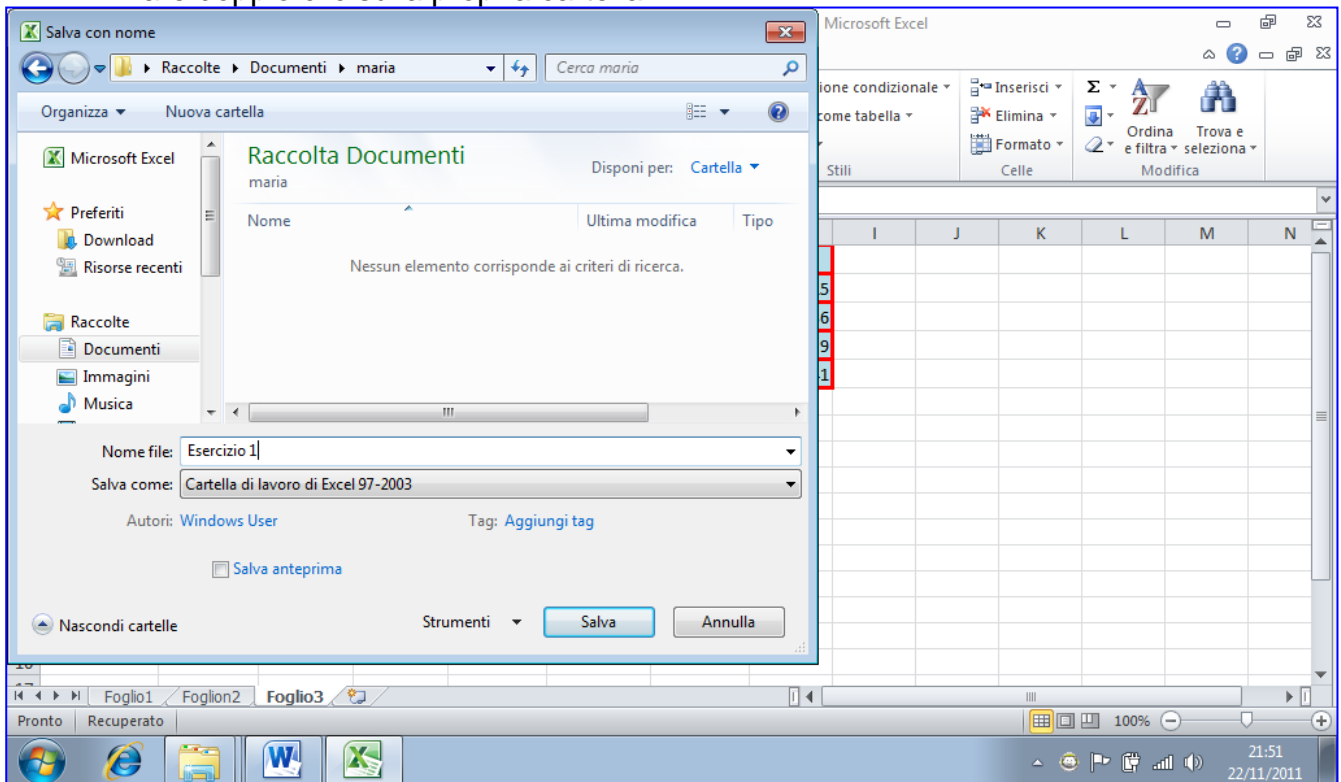 Salva con nome
Microsoft Excel
Raccolte Documenti maria
Cerca maria
Organizza Nuova cartella
Microsoft Excel
Preferiti
Download
Risorse recenti
Raccolte
Documenti
Immagini
Musica
Raccolta Documenti
maria
Disponi per: Cartella
Nome Ultima modifica Tipo
Nessun elemento corrisponde ai criteri di ricerca.
Nome file: Esercizio 1
Salva come: Cartella di lavoro di Excel 97-2003
Autori: Windows User Tag: Aggiungi tag
Salva anteprima
Nascondi cartelle Strumenti Salva Annulla
ione condizionale
come tabella
Stili
Inserisci
Elimina
Formato
Celle
Σ
Ordina
e filtra
Trova e
seleziona
Modifica
I J K L M N
5
6
9
1
Foglio1 Foglion2 Foglio3
Pronto Recuperato 100%
21:51
22/11/2011